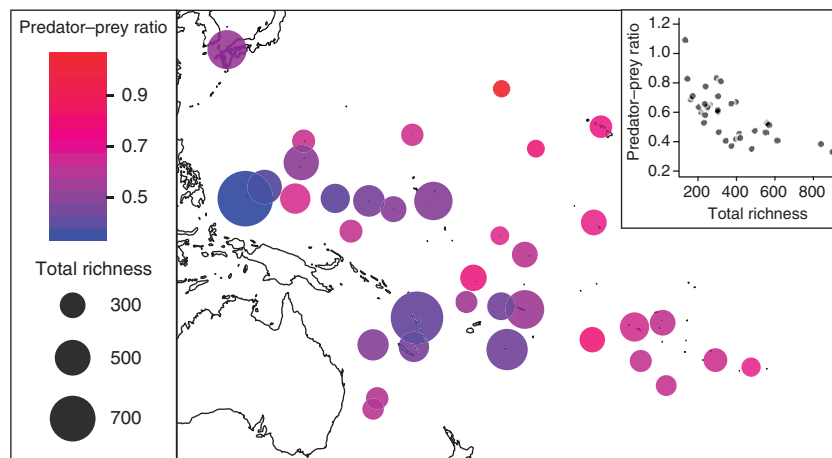 Predator–prey ratio
0.9
0.7
0.5
Total richness
300
500
700
Predator–prey ratio
1.2
1.0
0.8
0.6
0.4
0.2
200 400 600 800
Total richness